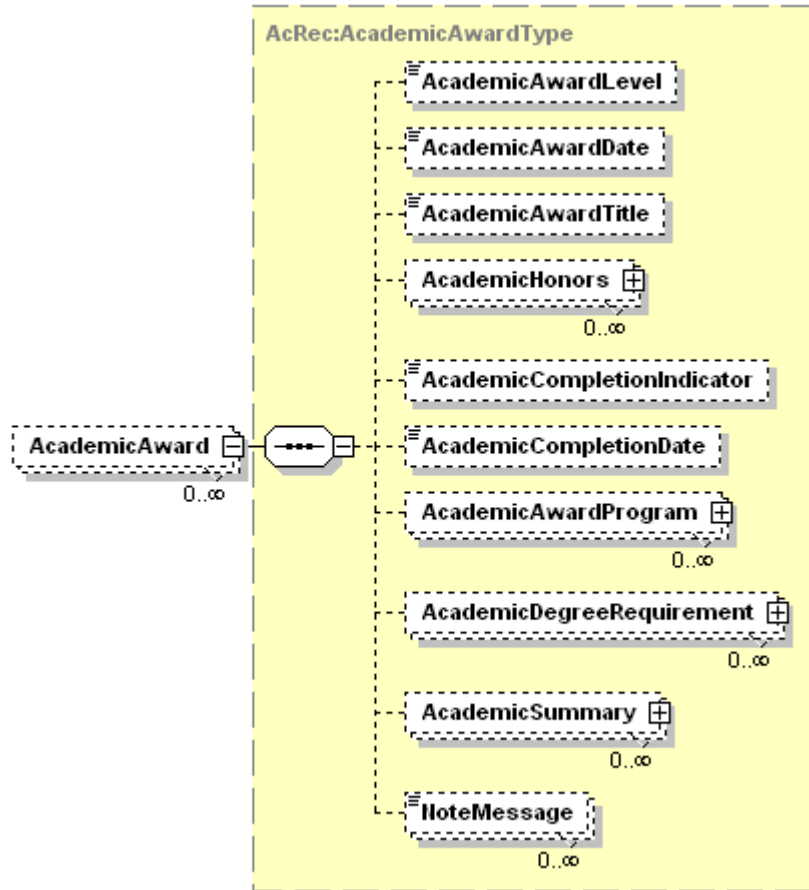 AcRec:AcademicAwardType
AcademicAwardLevel
AcademicAwardDate
AcademicAwardTitle
AcademicHonors
0..∞
AcademicCompletionIndicator
AcademicAward
0..∞
AcademicCompletionDate
AcademicAwardProgram
0..∞
AcademicDegreeRequirement
0..∞
AcademicSummary
0..∞
NoteMessage
0..∞